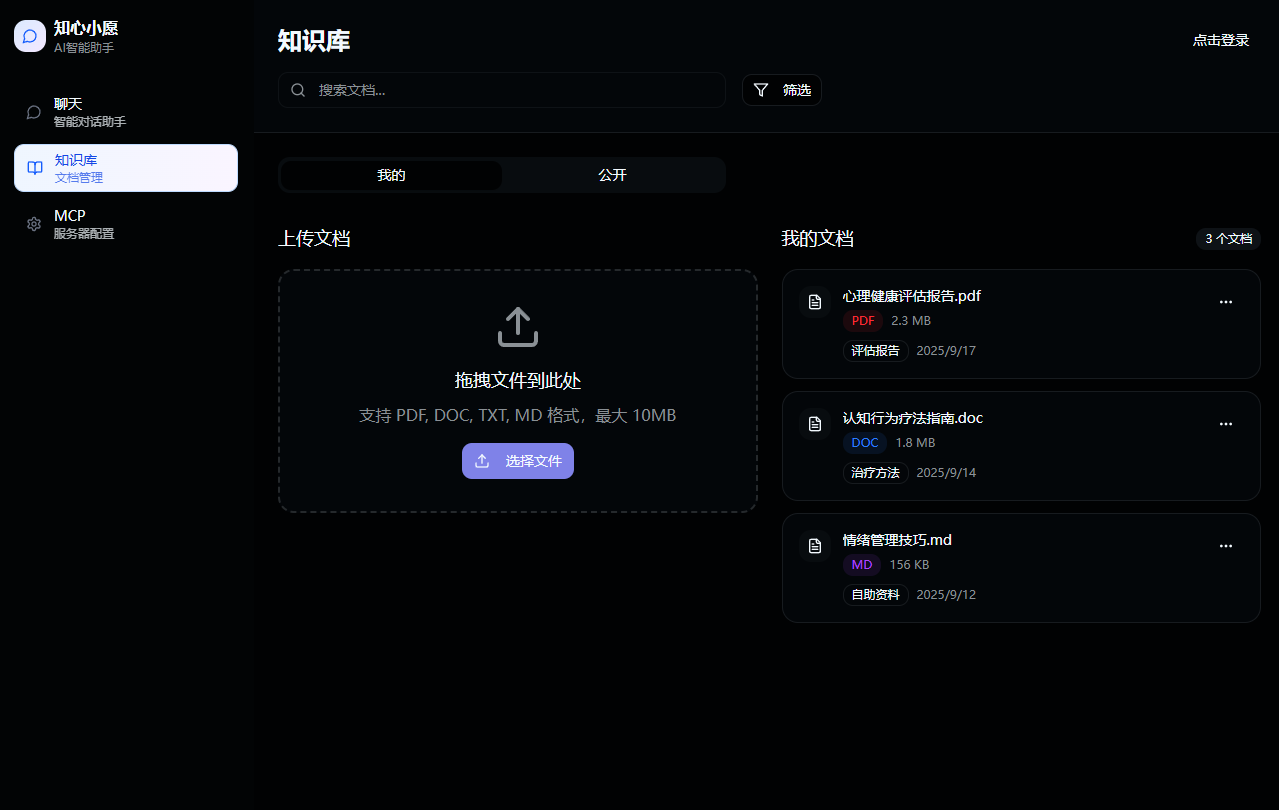 知心小愿
AI智能助手
聊天
智能对话助手
知识库
文档管理
MCP
服务器配置
知识库
点击登录
搜索文档...
筛选
我的
公开
上传文档
拖拽文件到此处
支持 PDF, DOC, TXT, MD 格式，最大 10MB
选择文件
我的文档
3 个文档
心理健康评估报告.pdf
PDF 2.3 MB
评估报告 2025/9/17
认知行为疗法指南.doc
DOC 1.8 MB
治疗方法 2025/9/14
情绪管理技巧.md
MD 156 KB
自助资料 2025/9/12